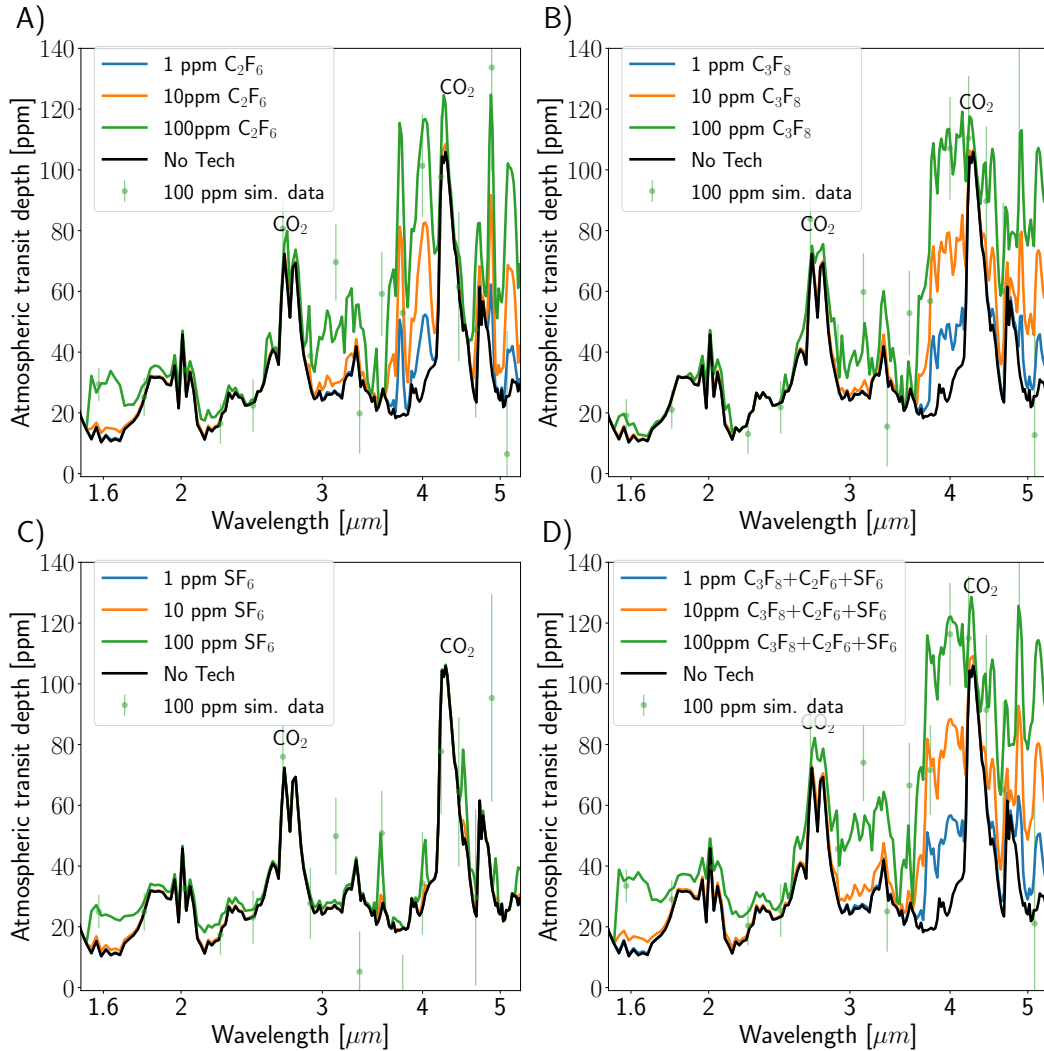 A)
140
120
100
80
60
40
20
0
Atmospheric transit depth [ppm]
1 ppm C₂F₆
10ppm C₂F₆
100ppm C₂F₆
No Tech
100 ppm sim. data
CO₂
CO₂
1.6
2
3
4
5
Wavelength [μm]
B)
140
120
100
80
60
40
20
0
Atmospheric transit depth [ppm]
1 ppm C₃F₈
10 ppm C₃F₈
100 ppm C₃F₈
No Tech
100 ppm sim. data
CO₂
CO₂
1.6
2
3
4
5
Wavelength [μm]
C)
140
120
100
80
60
40
20
0
Atmospheric transit depth [ppm]
1 ppm SF₆
10 ppm SF₆
100 ppm SF₆
No Tech
100 ppm sim. data
CO₂
CO₂
1.6
2
3
4
5
Wavelength [μm]
D)
140
120
100
80
60
40
20
0
Atmospheric transit depth [ppm]
1 ppm C₃F₈+C₂F₆+SF₆
10ppm C₃F₈+C₂F₆+SF₆
100ppm C₃F₈+C₂F₆+SF₆
No Tech
100 ppm sim. data
CO₂
CO₂
1.6
2
3
4
5
Wavelength [μm]